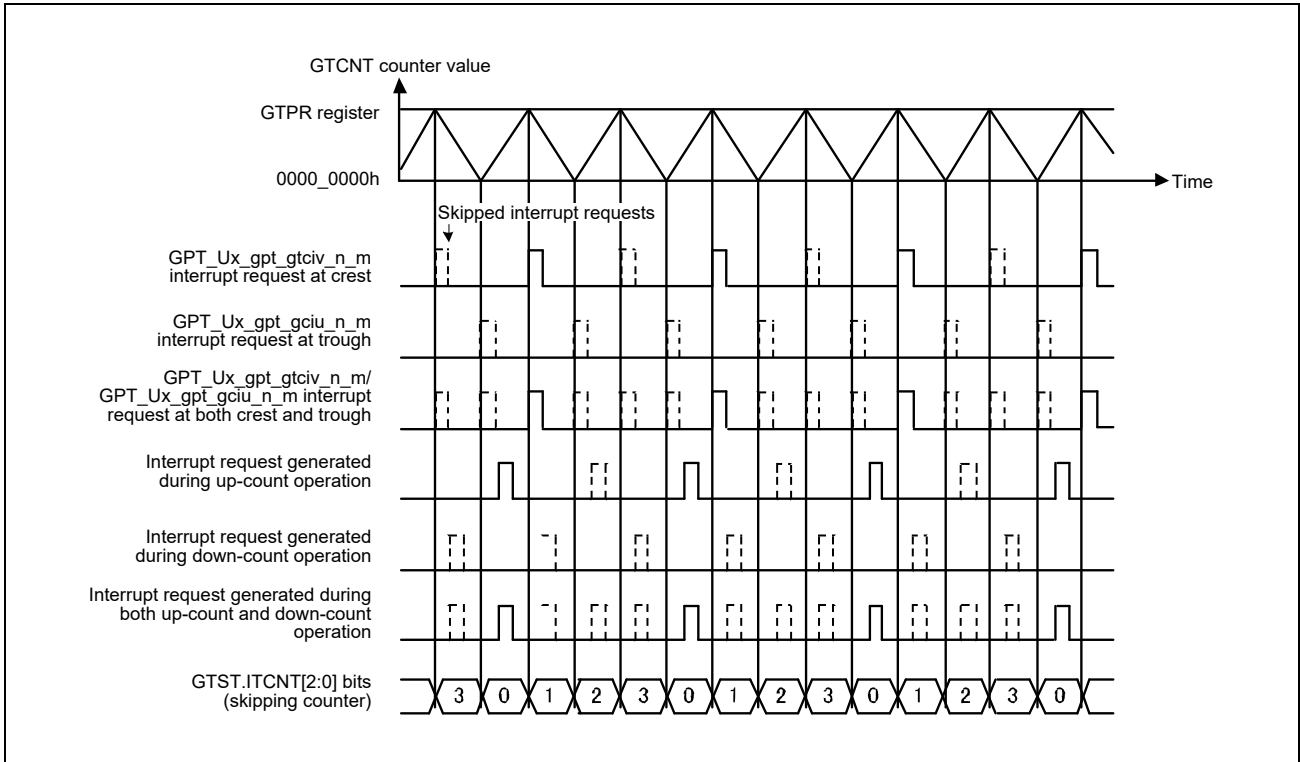 GTCNT counter value
GTPR register
0000_0000h
Time
Skipped interrupt requests
GPT_Ux_gpt_gtciv_n_m
interrupt request at crest
GPT_Ux_gpt_gciu_n_m
interrupt request at trough
GPT_Ux_gpt_gtciv_n_m/
GPT_Ux_gpt_gciu_n_m interrupt
request at both crest and trough
Interrupt request generated
during up-count operation
Interrupt request generated
during down-count operation
Interrupt request generated during
both up-count and down-count
operation
GTST.ITCNT[2:0] bits
(skipping counter)
3 0 1 2 3 0 1 2 3 0 1 2 3 0